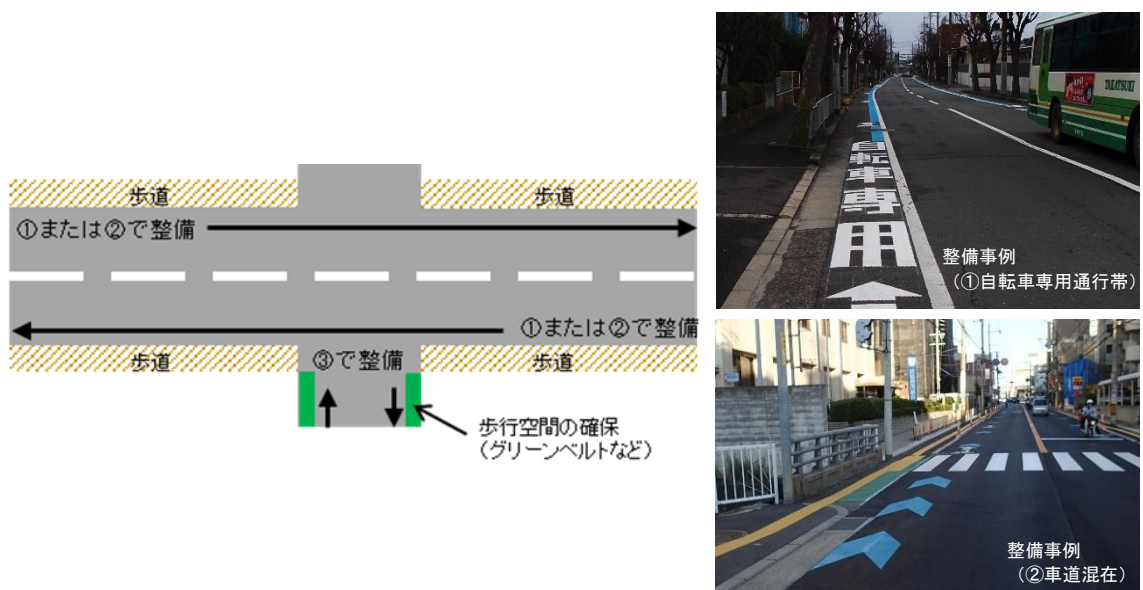 歩道
歩道
①または②で整備
①または②で整備
歩道
③で整備
歩道
歩行空間の確保
（グリーンベルトなど）
TAKATSUKI
自転車専用
整備事例
（①自転車専用通行帯）
整備事例
（②車道混在）